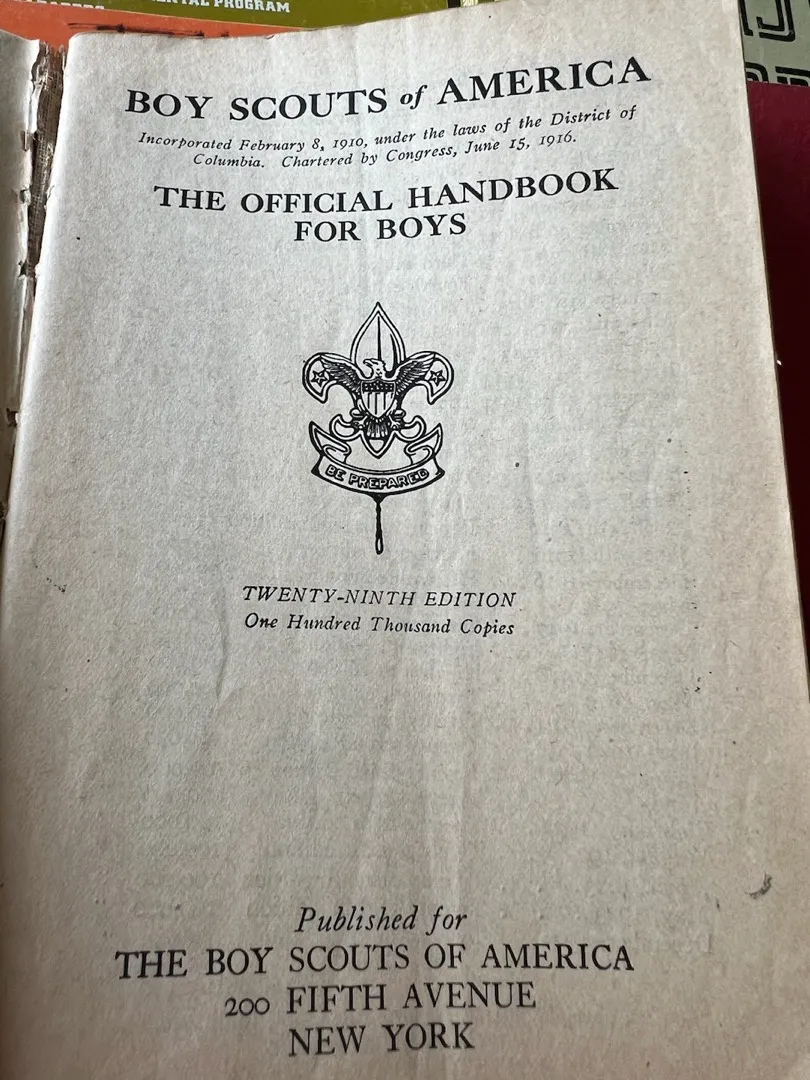 PROGRAM
BOY SCOUTS of AMERICA
Incorporated February 8, 1910, under the laws of the District of
Columbia. Chartered by Congress, June 15, 1916.
THE OFFICIAL HANDBOOK
FOR BOYS
BE PREPARED
TWENTY-NINTH EDITION
One Hundred Thousand Copies
Published for
THE BOY SCOUTS OF AMERICA
200 FIFTH AVENUE
NEW YORK